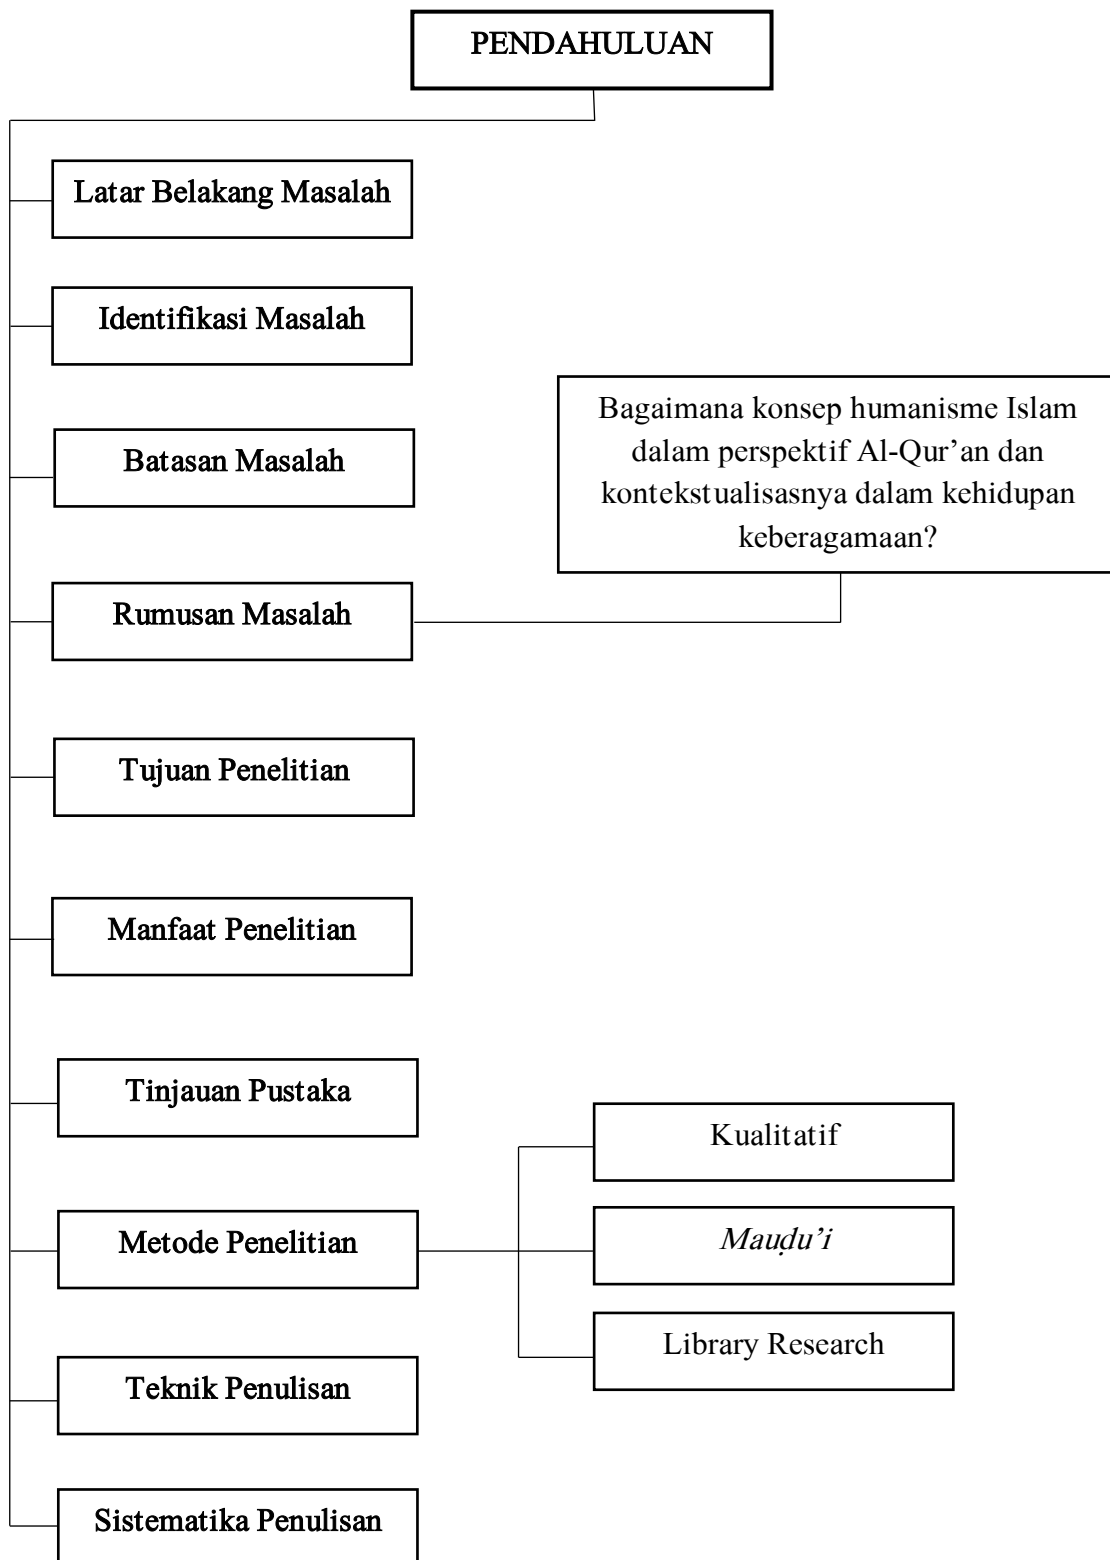 PENDAHULUAN
Latar Belakang Masalah
Identifikasi Masalah
Batasan Masalah
Bagaimana konsep humanisme Islam
dalam perspektif Al-Qur’an dan
kontekstualisasnya dalam kehidupan
keberagamaan?
Rumusan Masalah
Tujuan Penelitian
Manfaat Penelitian
Tinjauan Pustaka
Metode Penelitian
Kualitatif
Mauḍu’i
Library Research
Teknik Penulisan
Sistematika Penulisan